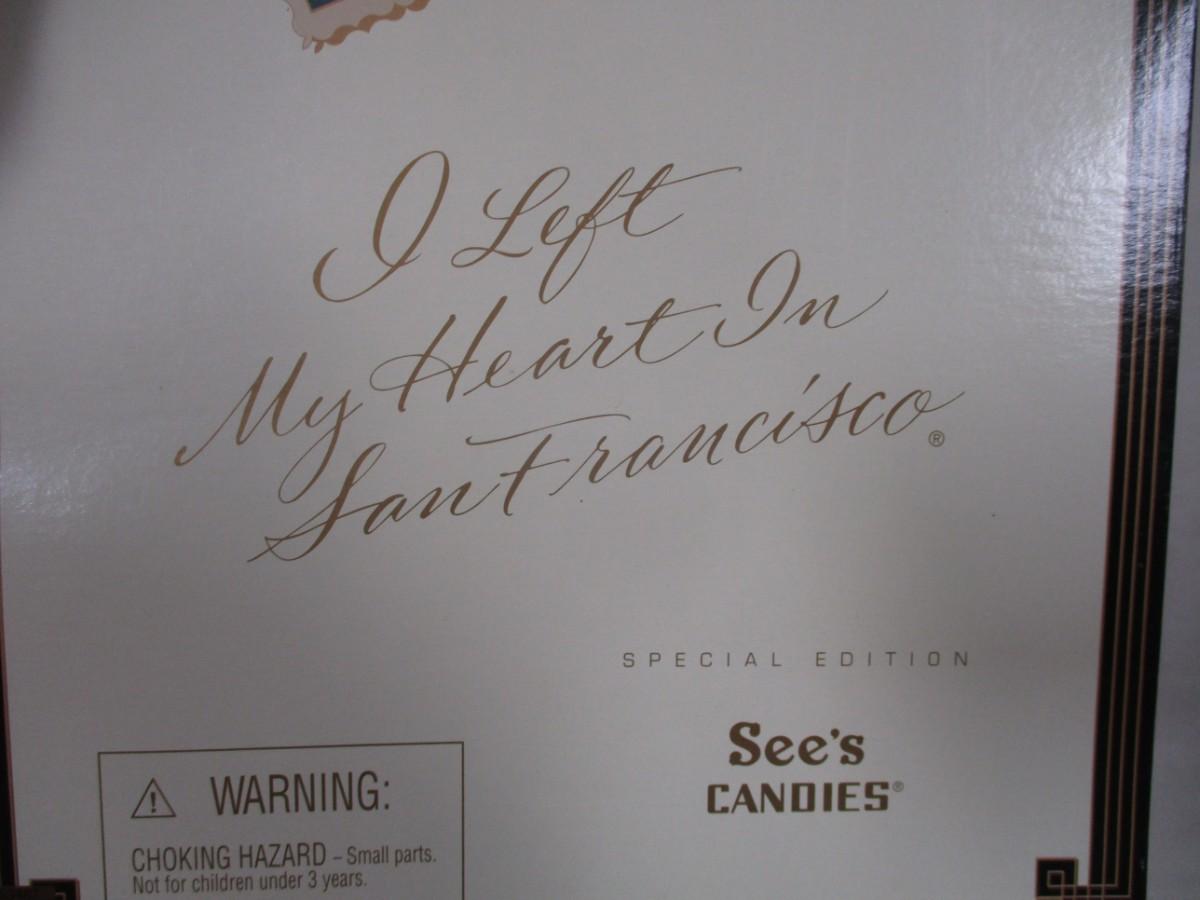 I Left
My Heart In
San Francisco®
SPECIAL EDITION
See's
CANDIES®
WARNING:
CHOKING HAZARD – Small parts.
Not for children under 3 years.